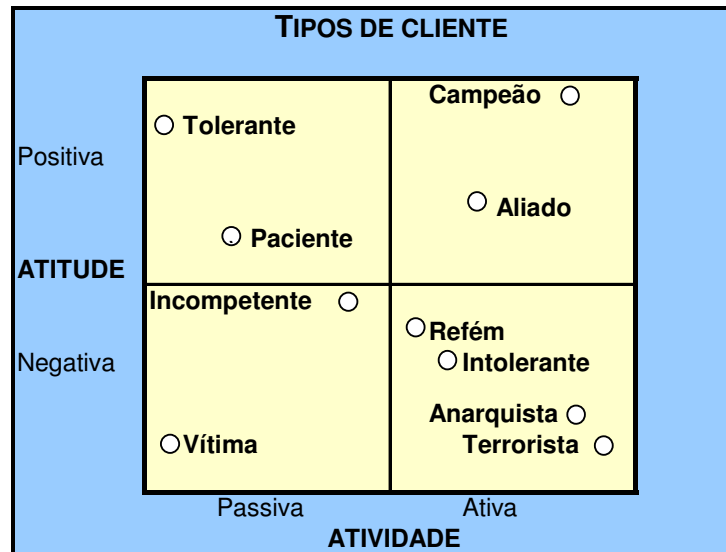 TIPOS DE CLIENTE
Campeão
Tolerante
Positiva
Aliado
Paciente
ATITUDE
Incompetente
Refém
Negativa
Intolerante
Anarquista
Vítima
Terrorista
Passiva
Ativa
ATIVIDADE